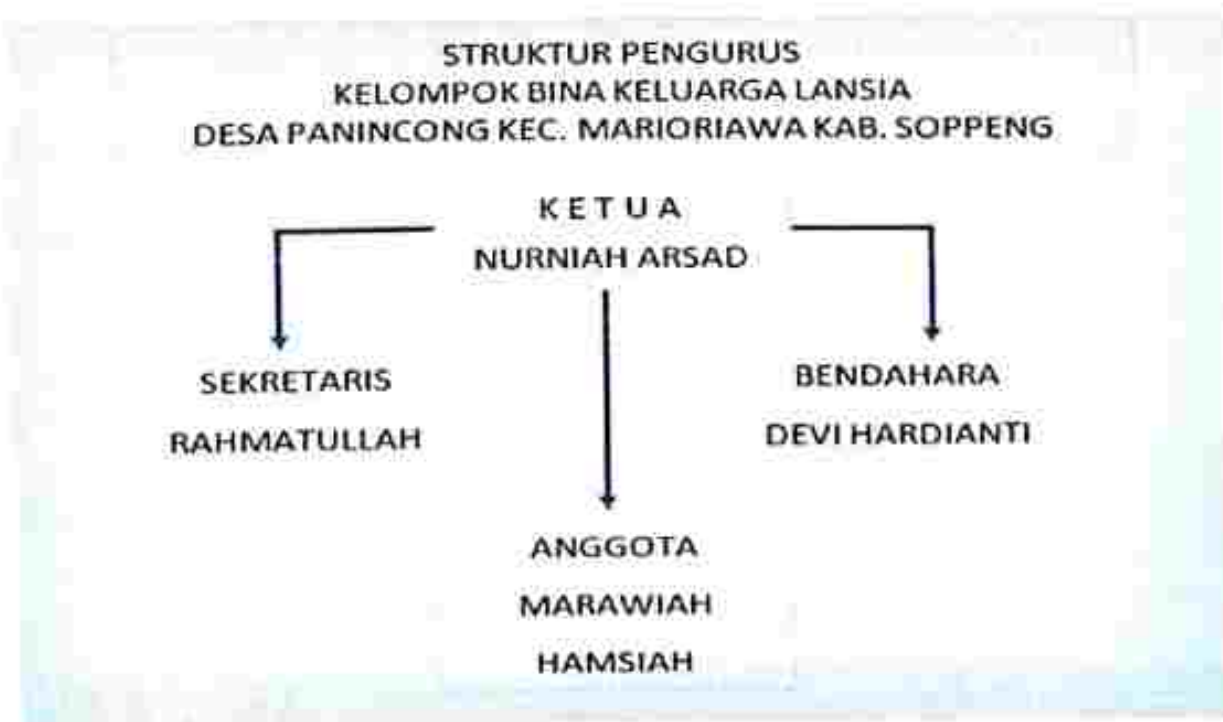 STRUKTUR PENGURUS
KELOMPOK BINA KELUARGA LANSIA
DESA PANINCONG KEC. MARIORIAWA KAB. SOPPENG
K E T U A
NURNIAH ARSAD
SEKRETARIS
RAHMATULLAH
BENDAHARA
DEVI HARDIANTI
ANGGOTA
MARAWIAH
HAMSIAH